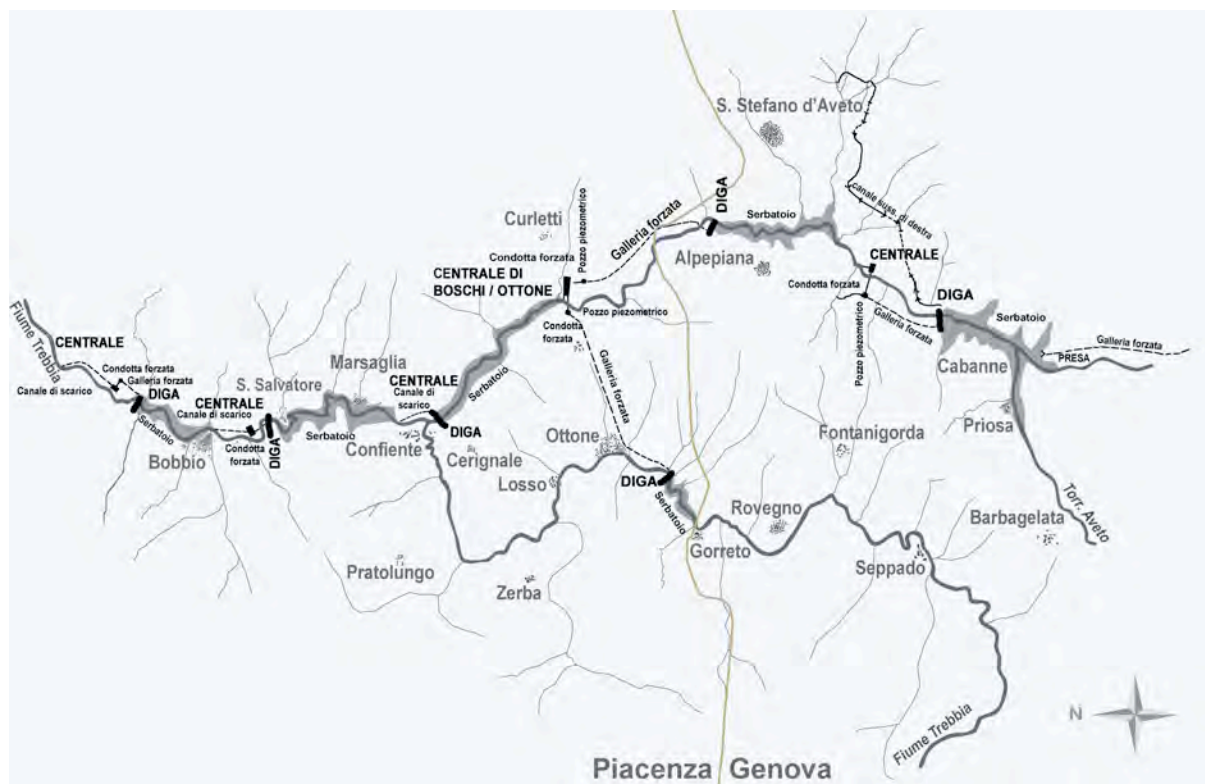 S. Stefano d'Aveto
canale suss. di destra
DIGA
Serbatoio
Galleria forzata
Pozzo piezometrico
Curletti
Condotta forzata
CENTRALE DI
BOSCHI / OTTONE
Alpepiana
CENTRALE
Condotta forzata
DIGA
Pozzo piezometrico
Galleria forzata
Serbatoio
Galleria forzata
PRESA
Cabanne
Pozzo piezometrico
Condotta
forzata
Galleria forzata
Fiume Trebbia
CENTRALE
Condotta forzata
Galleria forzata
Canale di scarico
DIGA
Serbatoio
Bobbio
S. Salvatore
CENTRALE
Canale di scarico
Condotta
forzata
DIGA
Marsaglia
Serbatoio
Confiente
CENTRALE
Canale di
scarico
DIGA
Serbatoio
Cerignale
Losso
Ottone
DIGA
Serbatoio
Gorreto
Rovegno
Fontanigorda
Priosa
Torr. Aveto
Barbagelata
Seppado
Pratolungo
Zerba
Fiume Trebbia
N
Piacenza Genova